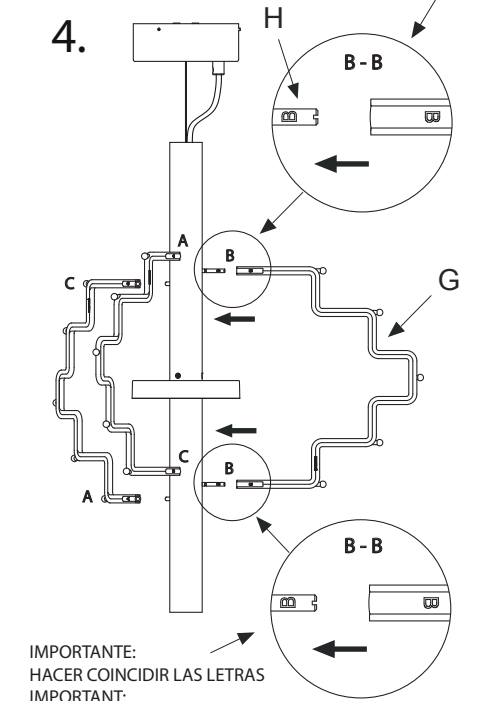 4.
H
B - B
B
B
A
B
C
G
C
B
A
B - B
B
B
IMPORTANTE:
HACER COINCIDIR LAS LETRAS
IMPORTANT: